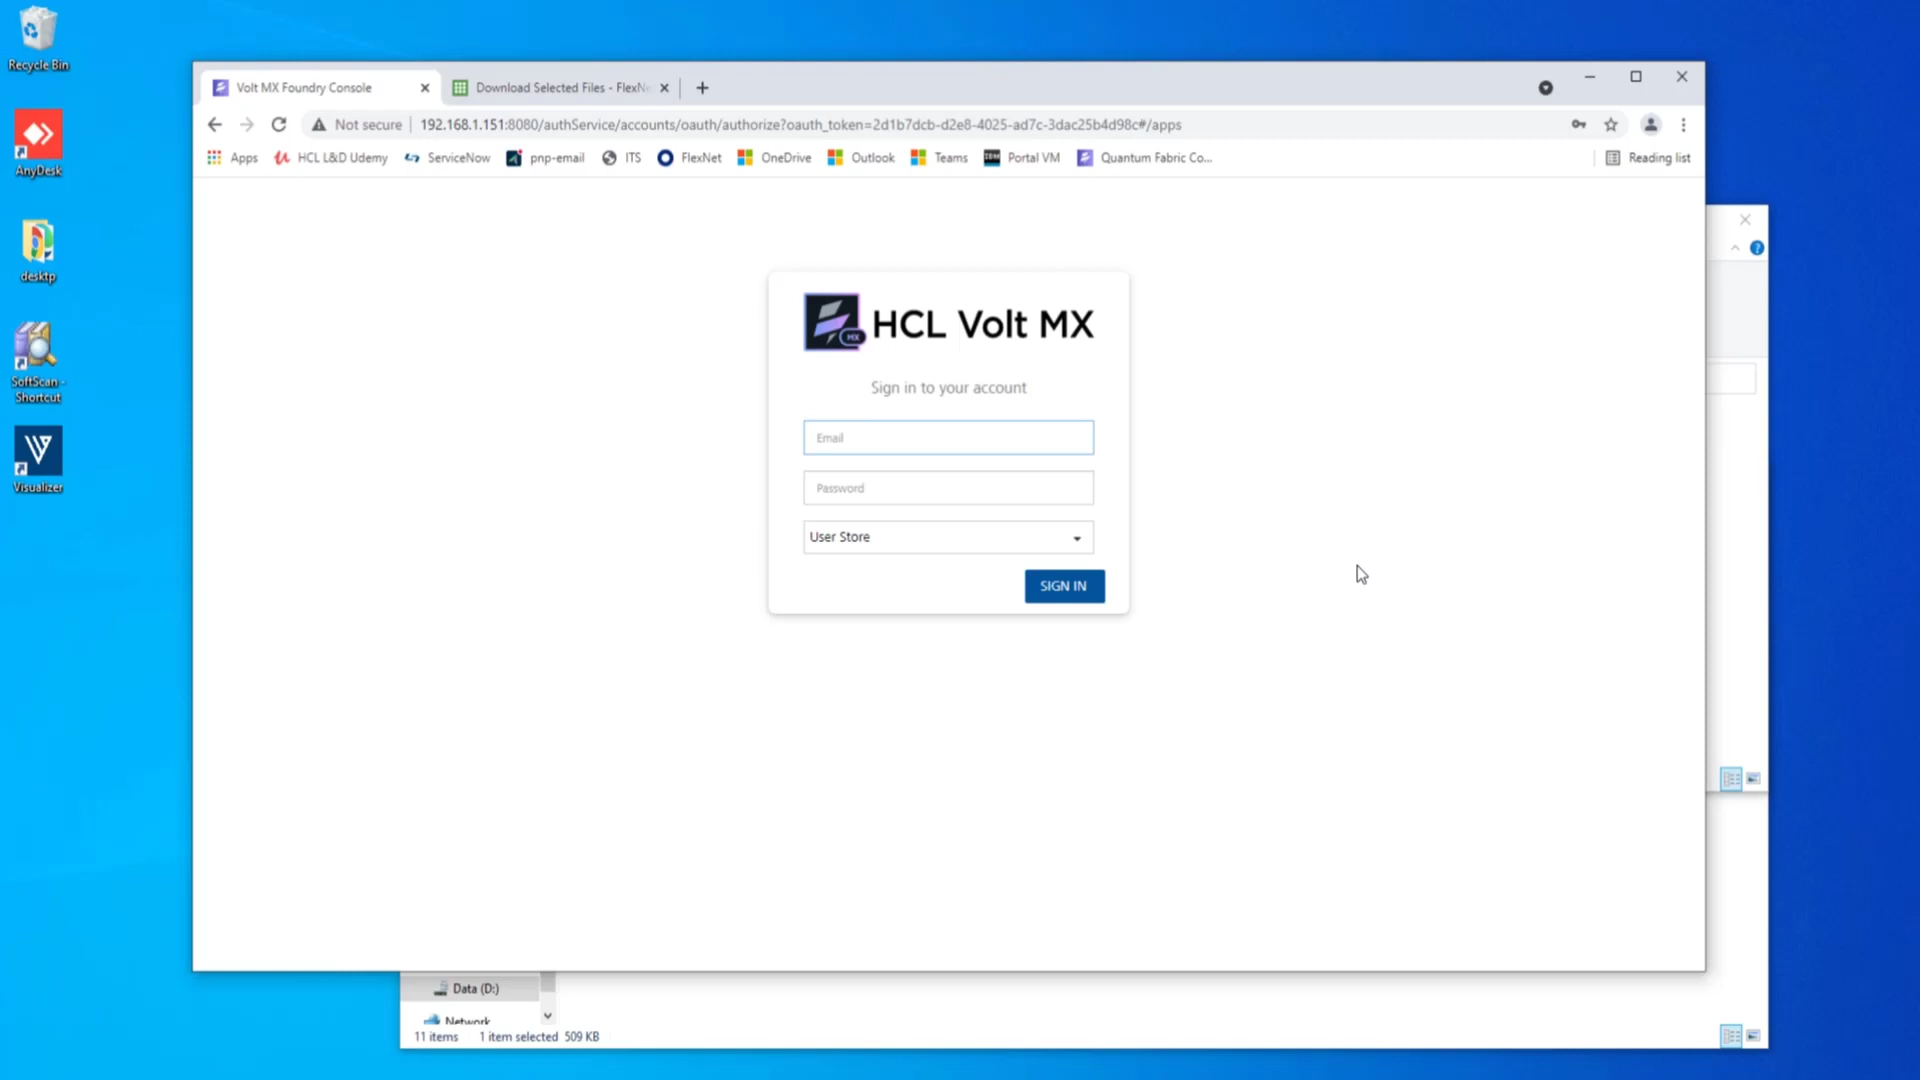 Recycle Bin
AnyDesk
desktp
SoftScan -
Shortcut
Visualizer
Volt MX Foundry Console
Download Selected Files - FlexNe
Not secure
192.168.1.151:8080/authService/accounts/oauth/authorize?oauth_token=2d1b7dcb-d2e8-4025-ad7c-3dac25b4d98c#/apps
Apps
HCL L&D Udemy
ServiceNow
pnp-email
ITS
FlexNet
OneDrive
Outlook
Teams
IBM
Portal VM
Quantum Fabric Co...
Reading list
MX
HCL Volt MX
Sign in to your account
Email
Password
User Store
SIGN IN
Data (D:)
Network
11 items 1 item selected 509 KB